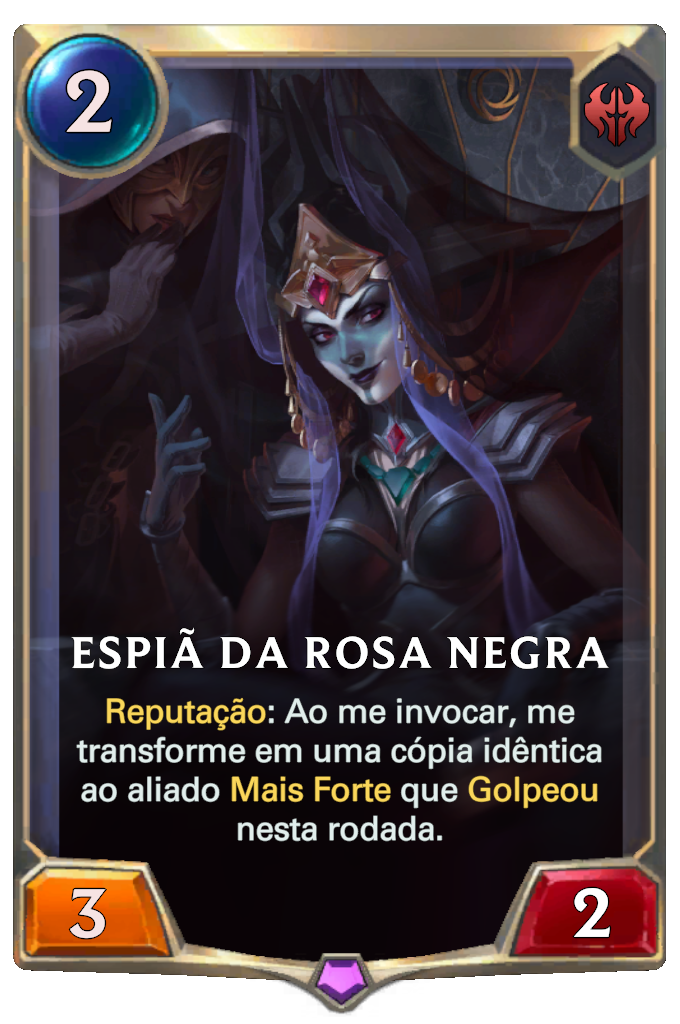 2
ESPIÃ DA ROSA NEGRA
Reputação: Ao me invocar, me
transforme em uma cópia idêntica
ao aliado Mais Forte que Golpeou
nesta rodada.
3
2